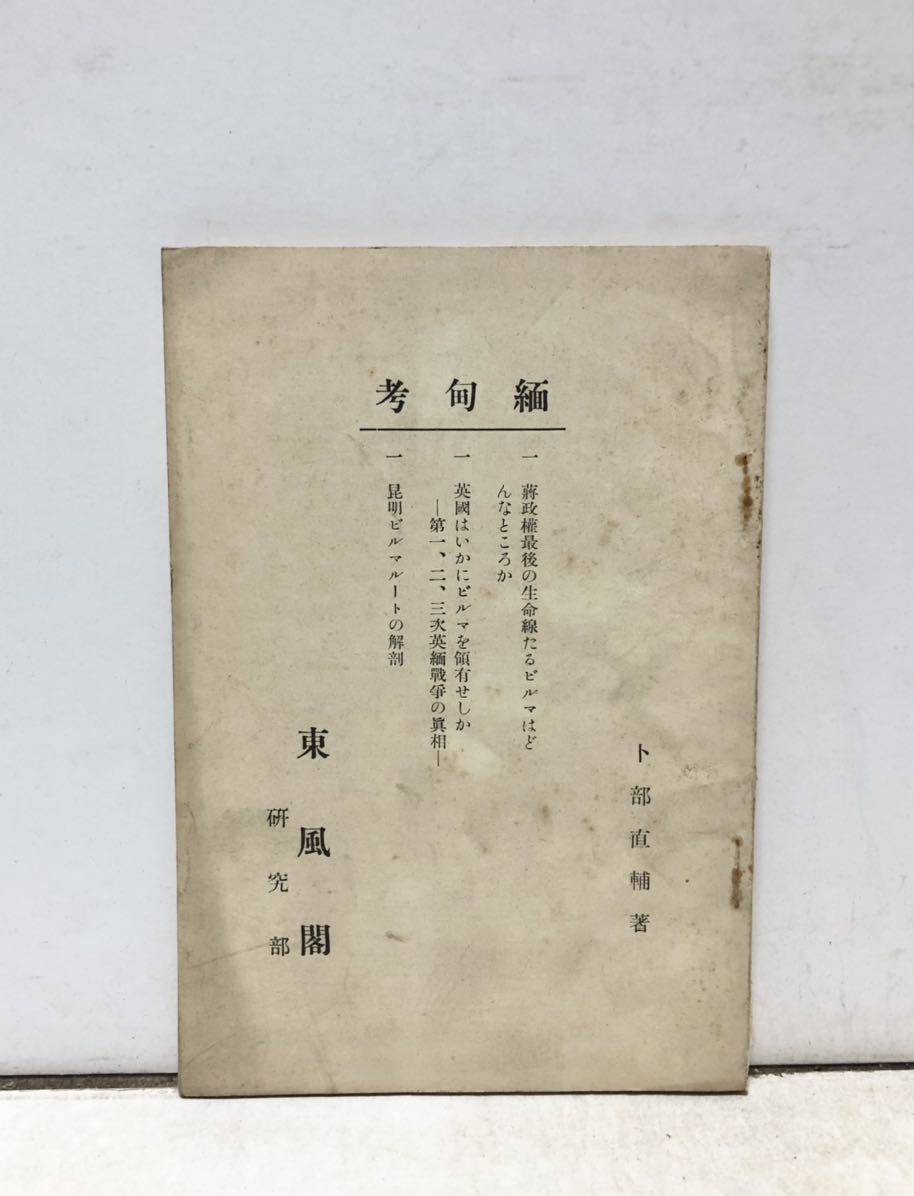 緬甸考
一 蔣政權最後の生命線たるビルマはど
んなところか
一 英國はいかにビルマを領有せしか
―第一、二、三次英緬戰爭の眞相―
一 昆明ビルマルートの解剖
卜部直輔著
東風閣
研究部